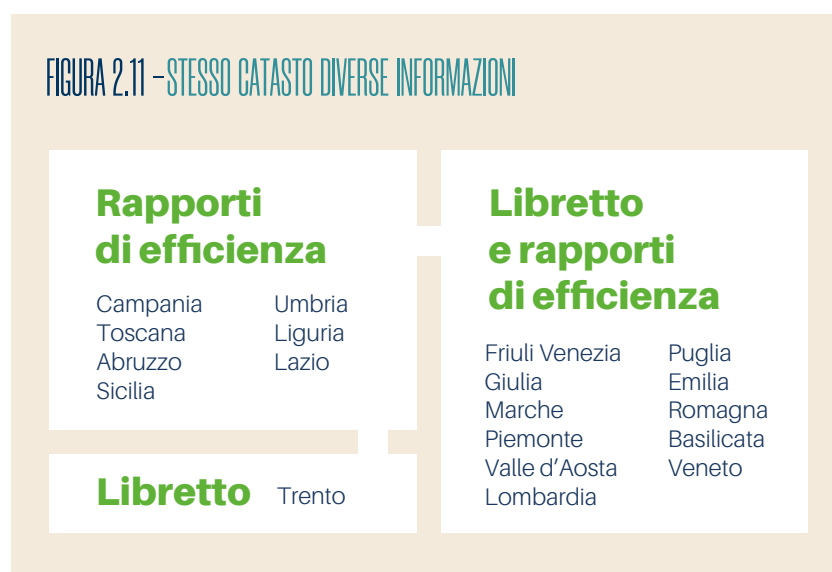 FIGURA 2.11 – STESSO CATASTO DIVERSE INFORMAZIONI
Rapporti
di efficienza
Campania
Toscana
Abruzzo
Sicilia
Umbria
Liguria
Lazio
Libretto
Trento
Libretto
e rapporti
di efficienza
Friuli Venezia
Giulia
Marche
Piemonte
Valle d’Aosta
Lombardia
Puglia
Emilia
Romagna
Basilicata
Veneto